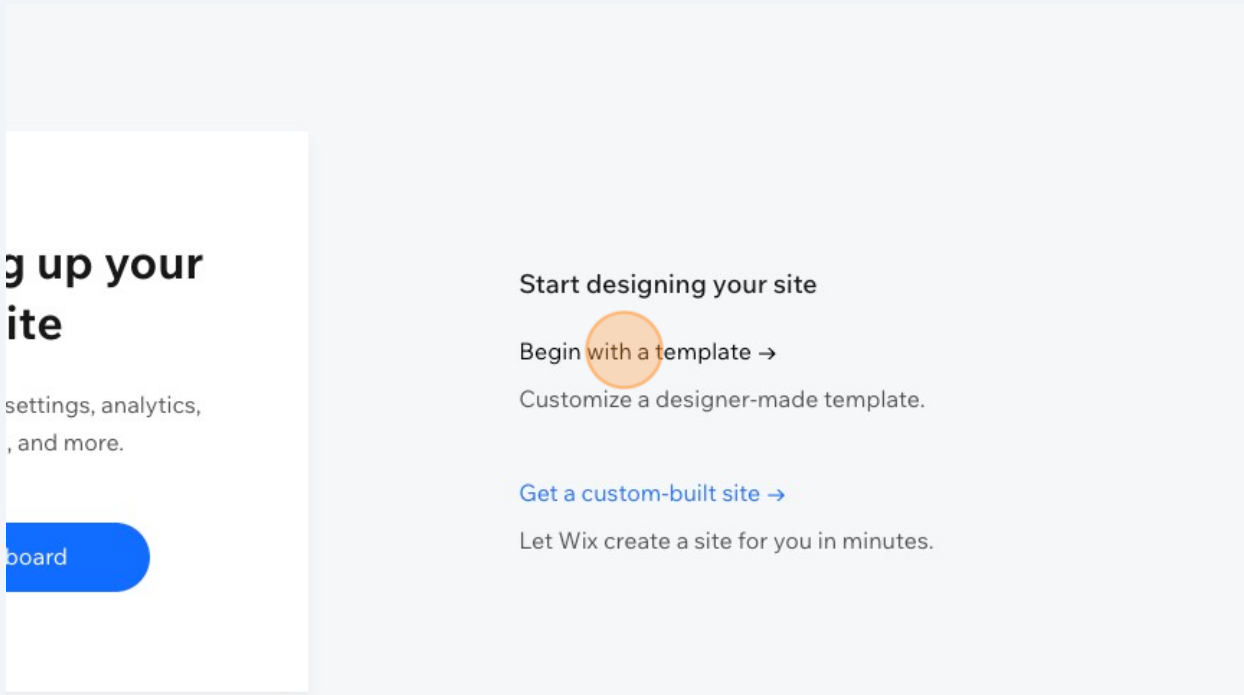 g up your
ite
settings, analytics,
, and more.
board
Start designing your site
Begin with a template →
Customize a designer-made template.
Get a custom-built site →
Let Wix create a site for you in minutes.